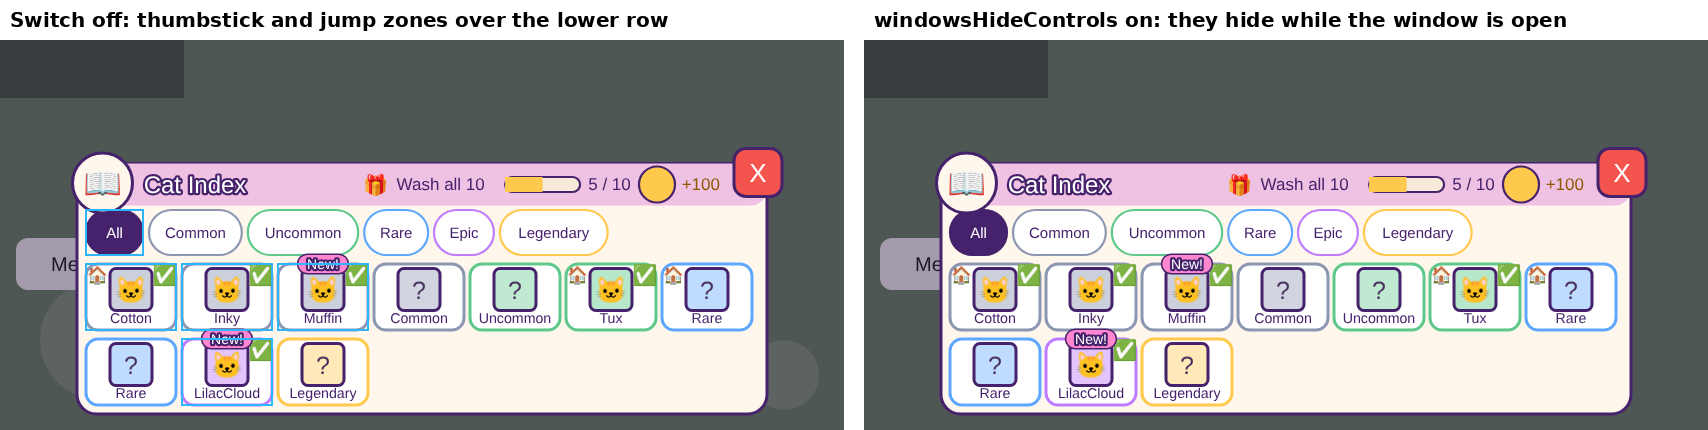 Switch off: thumbstick and jump zones over the lower row
Cat Index
Wash all 10
5 / 10
+100
X
All
Common
Uncommon
Rare
Epic
Legendary
Me
New!
Cotton
Inky
Muffin
?
Common
?
Uncommon
Tux
?
Rare
New!
?
Rare
LilacCloud
?
Legendary
windowsHideControls on: they hide while the window is open
Cat Index
Wash all 10
5 / 10
+100
X
All
Common
Uncommon
Rare
Epic
Legendary
Me
New!
Cotton
Inky
Muffin
?
Common
?
Uncommon
Tux
?
Rare
New!
?
Rare
LilacCloud
?
Legendary